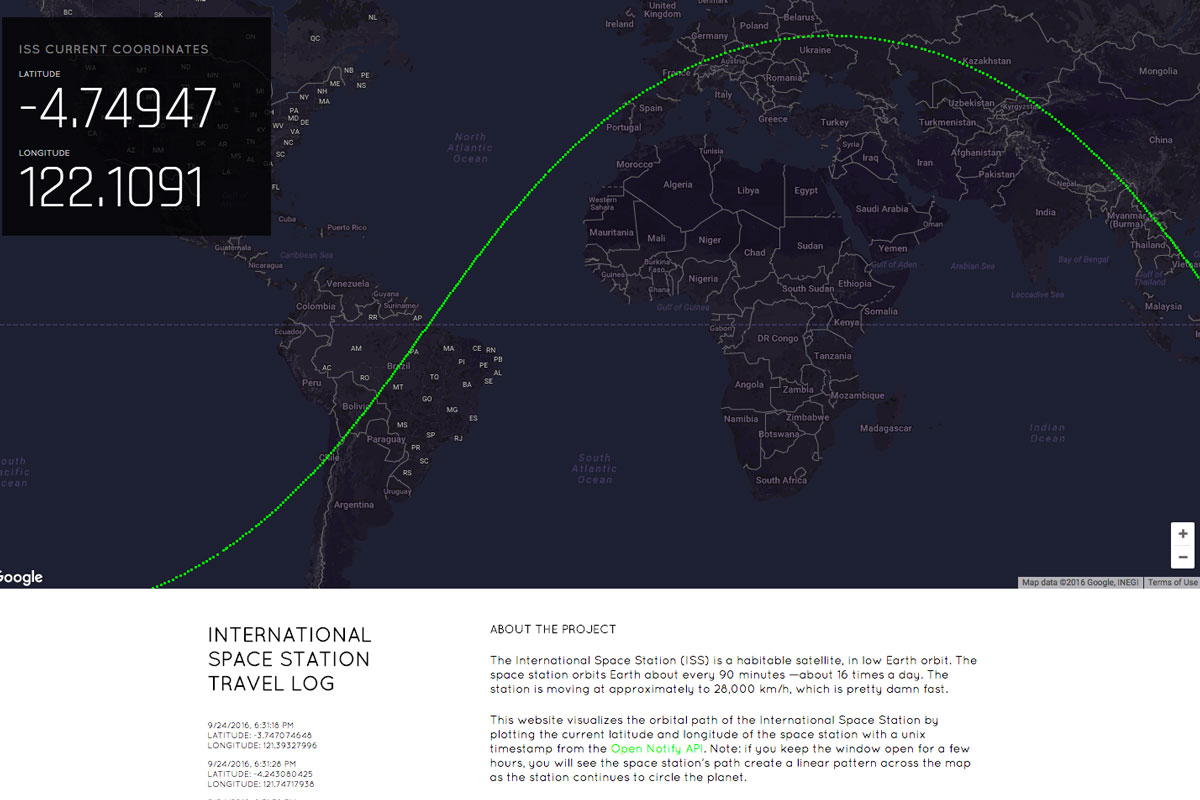 ISS CURRENT COORDINATES
LATITUDE
-4.74947
LONGITUDE
122.1091
BC
SK
NL
ON
QC
NB
PE
ME
NS
NH
NY
MA
PA
MD
DE
WV
VA
NC
SC
FL
North
Atlantic
Ocean
Cuba
Puerto Rico
Guatemala
Caribbean Sea
Nicaragua
Venezuela
Guyana
Colombia
Suriname
RR
AP
Ecuador
AM
PA
MA
CE
RN
PB
PI
PE
AL
SE
AC
Brazil
RO
TO
Peru
MT
BA
GO
Bolivia
MG
ES
MS
SP
RJ
Paraguay
PR
Chile
SC
RS
Uruguay
Argentina
South
Atlantic
Ocean
United
Kingdom
Denmark
Ireland
Belarus
Poland
Germany
Ukraine
Austria
France
Kazakhstan
Mongolia
Romania
Italy
Spain
Uzbekistan
Kyrgyzstan
Portugal
Greece
Turkey
Turkmenistan
China
Syria
Tunisia
Iraq
Iran
Afghanistan
Morocco
Pakistan
Algeria
Libya
Egypt
Nepal
Western
Sahara
Saudi Arabia
India
Myanmar
(Burma)
Oman
Mauritania
Mali
Niger
Sudan
Yemen
Thailand
Chad
Gulf of Aden
Arabian Sea
Bay of Bengal
Burkina
Faso
Guinea
Nigeria
Ethiopia
Gulf of
Thailand
Ghana
South Sudan
Laccadive Sea
Gulf of Guinea
Somalia
Malaysia
Gabon
Kenya
DR Congo
Tanzania
Angola
Zambia
Mozambique
Namibia
Zimbabwe
Madagascar
Botswana
Indian
Ocean
South Africa
Google
+
−
Map data ©2016 Google, INEGI
Terms of Use
INTERNATIONAL
SPACE STATION
TRAVEL LOG
9/24/2016, 6:31:18 PM
LATITUDE: -3.747074648
LONGITUDE: 121.39327996
9/24/2016, 6:31:28 PM
LATITUDE: -4.243080425
LONGITUDE: 121.74717938
ABOUT THE PROJECT
The International Space Station (ISS) is a habitable satellite, in low Earth orbit. The
space station orbits Earth about every 90 minutes —about 16 times a day. The
station is moving at approximately to 28,000 km/h, which is pretty damn fast.
This website visualizes the orbital path of the International Space Station by
plotting the current latitude and longitude of the space station with a unix
timestamp from the Open Notify API. Note: if you keep the window open for a few
hours, you will see the space station's path create a linear pattern across the map
as the station continues to circle the planet.